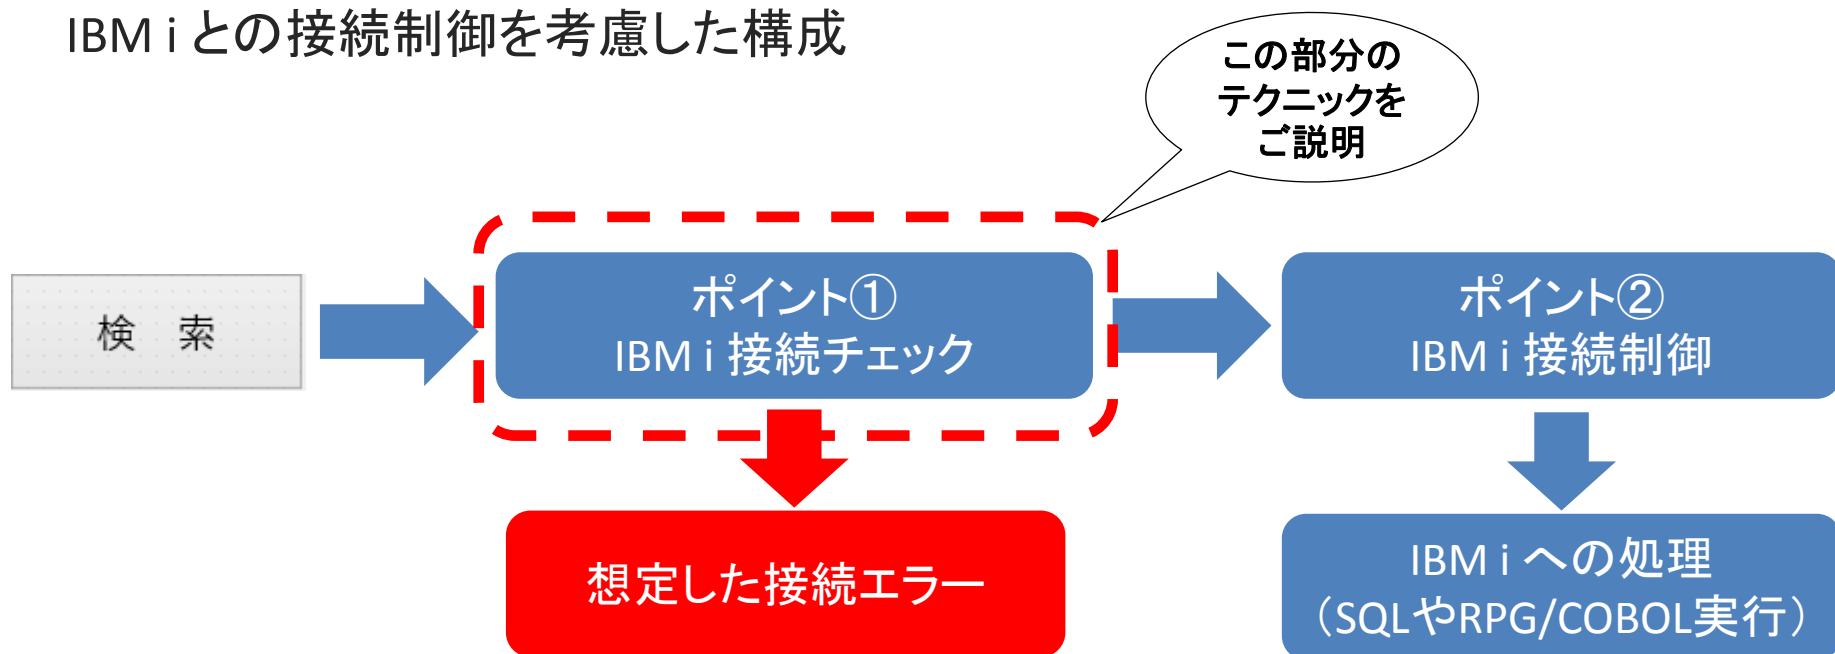 IBM i との接続制御を考慮した構成
この部分の
テクニックを
ご説明
検　索
ポイント①
IBM i 接続チェック
ポイント②
IBM i 接続制御
想定した接続エラー
IBM i への処理
（SQLやRPG/COBOL実行）